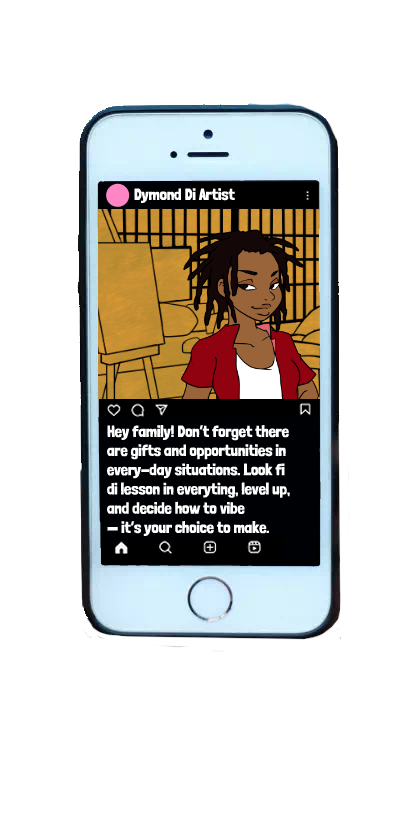 Dymond Di Artist
Hey family! Don't forget there
are gifts and opportunities in
every-day situations. Look fi
di lesson in everyting, level up,
and decide how to vibe
— it's your choice to make.